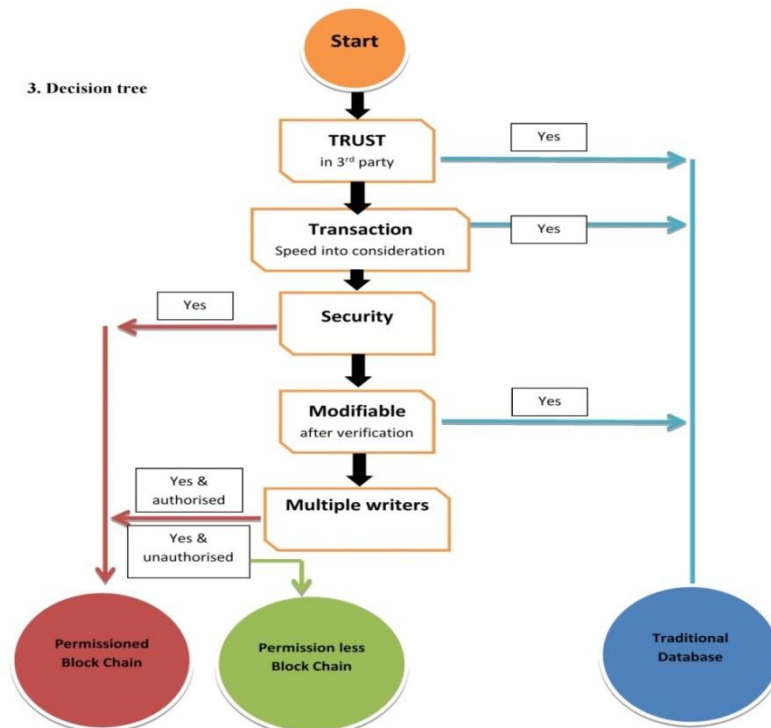 Start
3. Decision tree
TRUST
in 3rd party
Yes
Transaction
Speed into consideration
Yes
Yes
Security
Modifiable
after verification
Yes
Yes &
authorised
Multiple writers
Yes &
unauthorised
Permissioned
Block Chain
Permission less
Block Chain
Traditional
Database